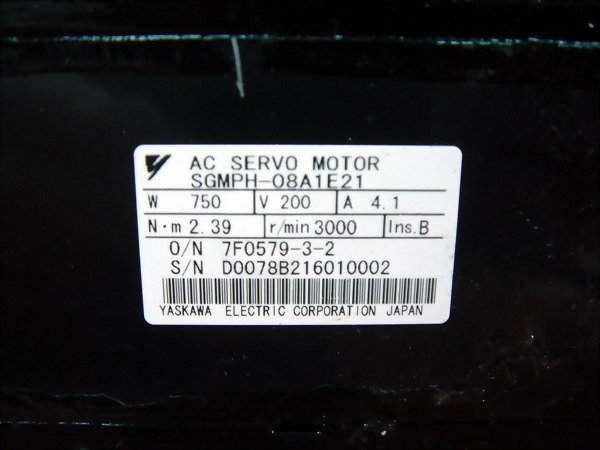 AC SERVO MOTOR
SGMPH-08A1E21
W 750 V 200 A 4.1
N·m 2.39 r/min 3000 Ins.B
O/N 7F0579-3-2
S/N D0078B216010002
YASKAWA ELECTRIC CORPORATION JAPAN